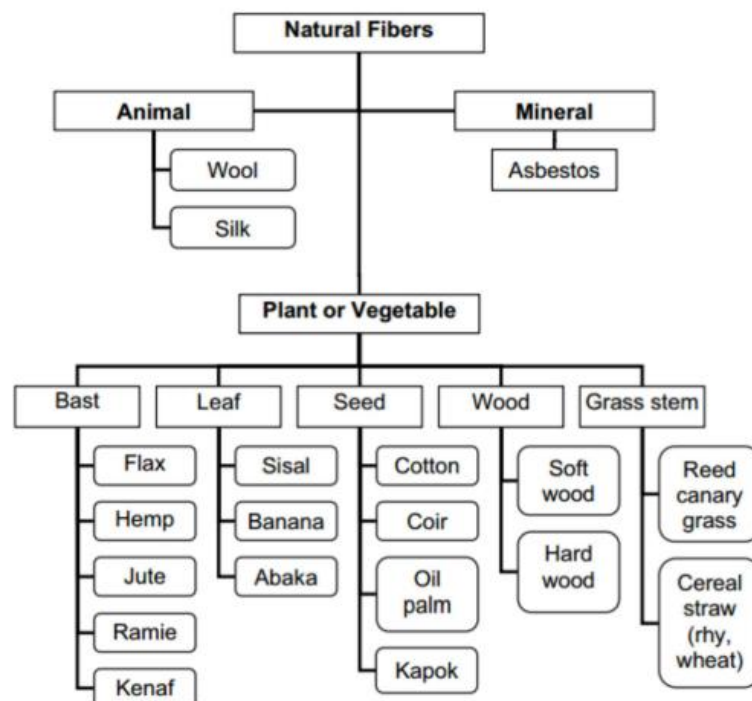 Natural Fibers
Animal
Mineral
Wool
Asbestos
Silk
Plant or Vegetable
Bast
Leaf
Seed
Wood
Grass stem
Flax
Hemp
Jute
Ramie
Kenaf
Sisal
Banana
Abaka
Cotton
Coir
Oil
palm
Kapok
Soft
wood
Hard
wood
Reed
canary
grass
Cereal
straw
(rhy,
wheat)